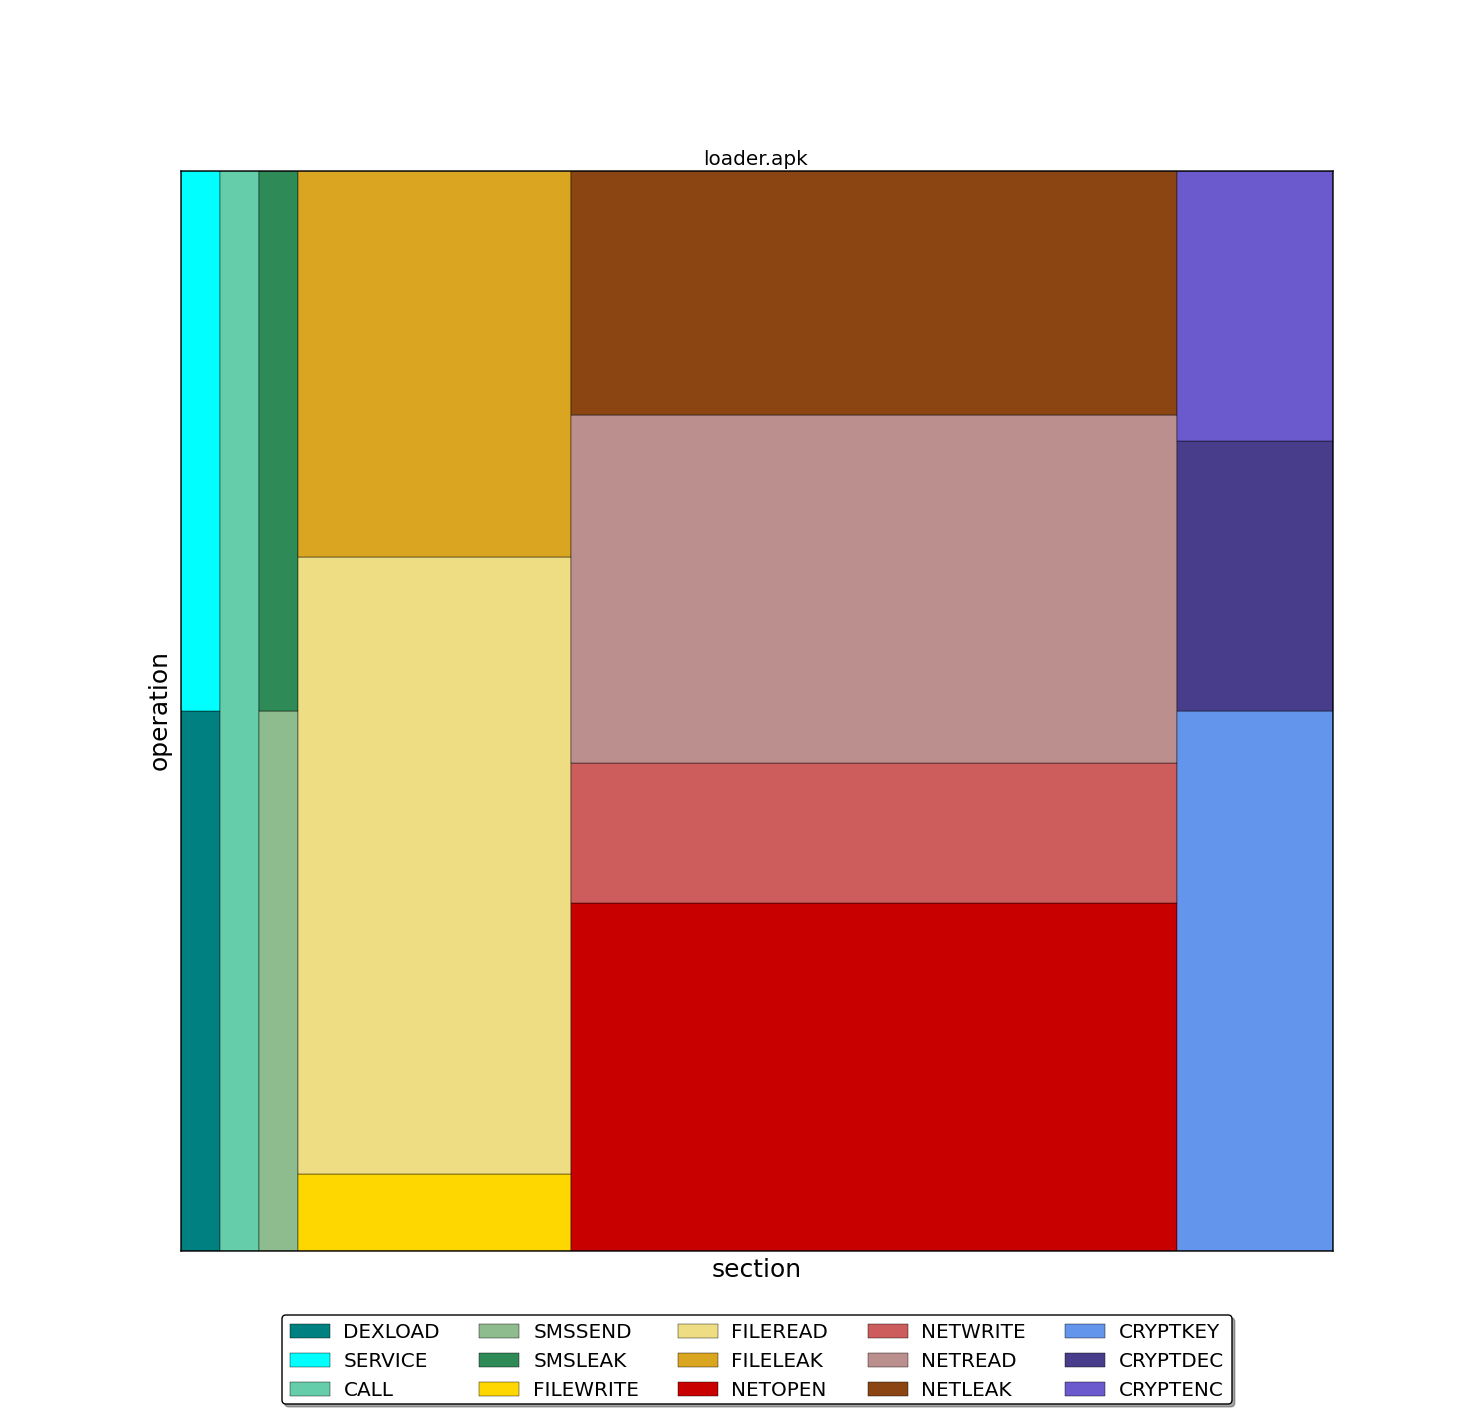 loader.apk
operation
section
DEXLOAD SMSSEND FILEREAD NETWRITE CRYPTKEY
SERVICE SMSLEAK FILELEAK NETREAD CRYPTDEC
CALL FILEWRITE NETOPEN NETLEAK CRYPTENC